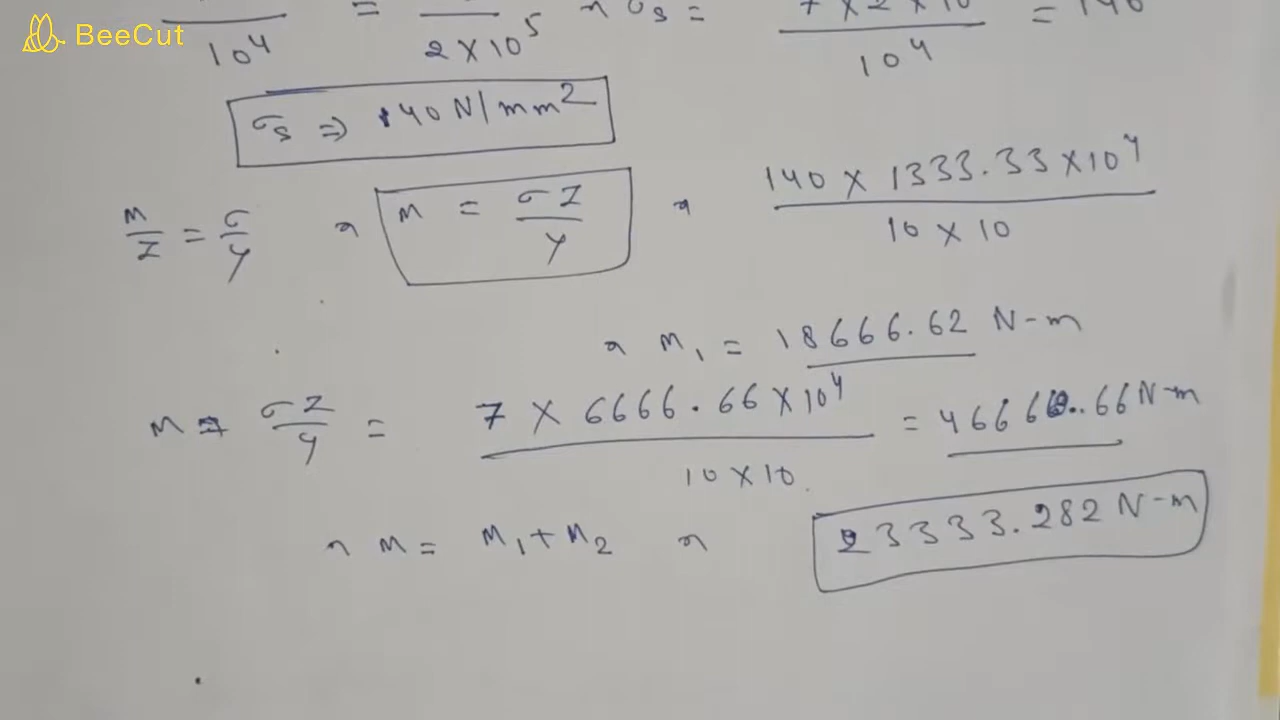 BeeCut
10⁴ = 2 × 10⁵ σs = 7 × 2 × 10 / 10⁴ = 140
σs ⇒ 140 N/mm²
M/I = σ/y M = σI/y 140 × 1333.33 × 10⁴ / 10 × 10
M₁ = 18666.62 N-m
M = σI/y = 7 × 6666.66 × 10⁴ / 10 × 10 = 4666.66 N-m
M = M₁ + M₂ 23333.282 N-m